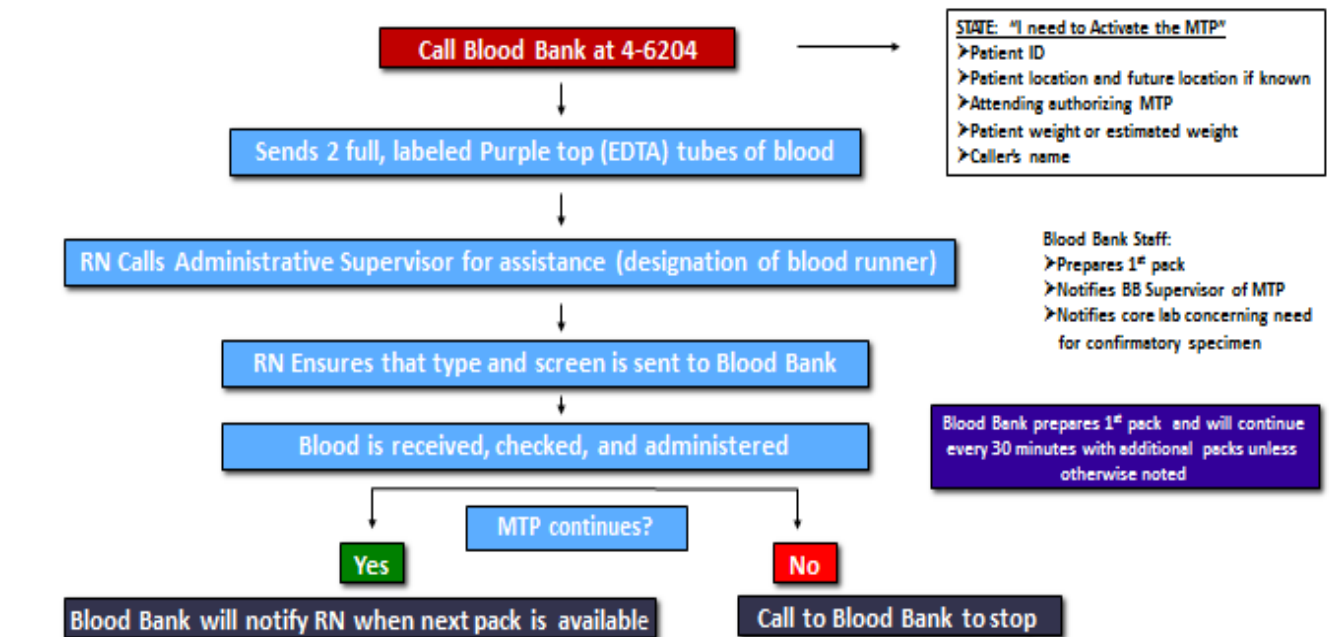 Call Blood Bank at 4-6204
STATE: "I need to Activate the MTP"
➢Patient ID
➢Patient location and future location if known
➢Attending authorizing MTP
➢Patient weight or estimated weight
➢Caller's name
Sends 2 full, labeled Purple top (EDTA) tubes of blood
RN Calls Administrative Supervisor for assistance (designation of blood runner)
Blood Bank Staff:
➢Prepares 1st pack
➢Notifies BB Supervisor of MTP
➢Notifies core lab concerning need
for confirmatory specimen
RN Ensures that type and screen is sent to Blood Bank
Blood is received, checked, and administered
Blood Bank prepares 1st pack and will continue
every 30 minutes with additional packs unless
otherwise noted
MTP continues?
Yes
No
Blood Bank will notify RN when next pack is available
Call to Blood Bank to stop